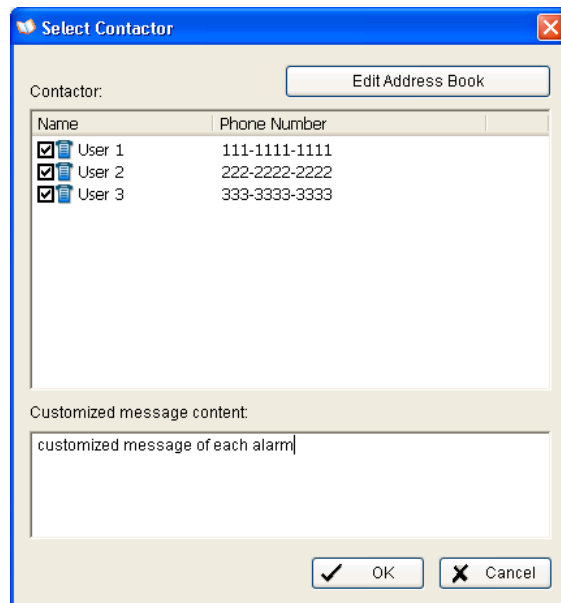 Select Contactor
Edit Address Book
Contactor:
Name Phone Number
User 1 111-1111-1111
User 2 222-2222-2222
User 3 333-3333-3333
Customized message content:
customized message of each alarm
OK Cancel